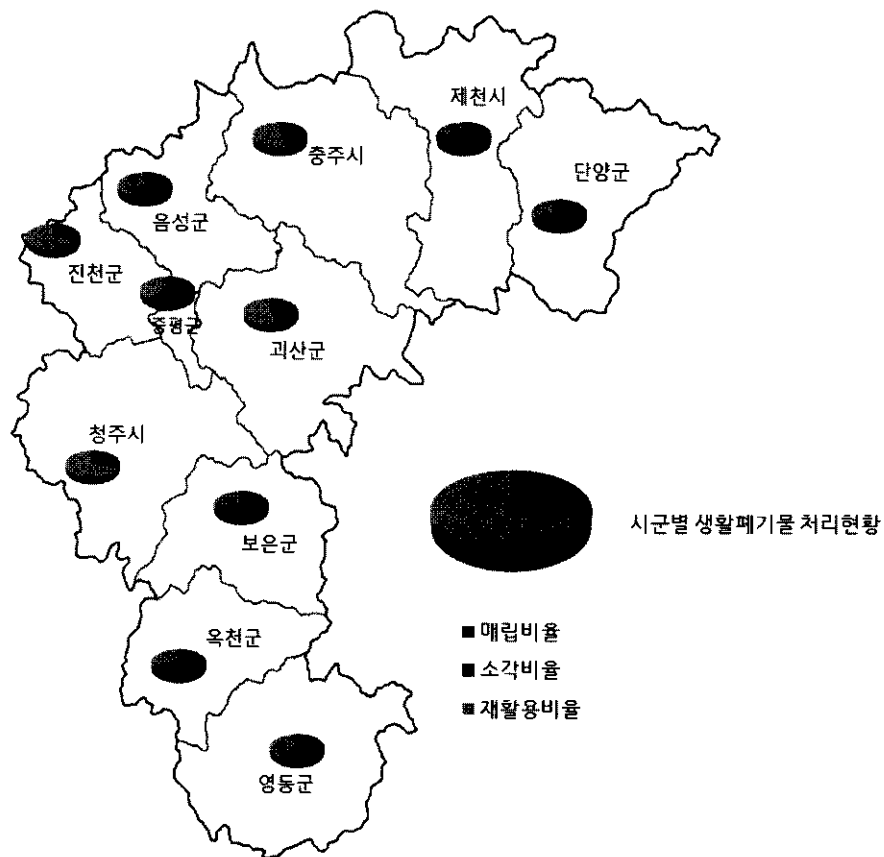 제천시
충주시
단양군
음성군
진천군
증평군
괴산군
청주시
보은군
시군별 생활폐기물 처리현황
옥천군
매립비율
소각비율
재활용비율
영동군